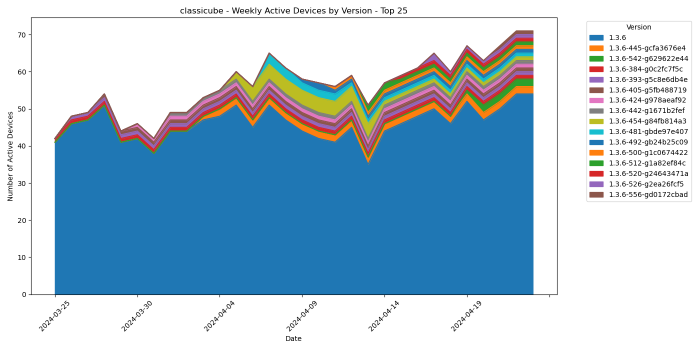 classicube - Weekly Active Devices by Version - Top 25
Number of Active Devices
70
60
50
40
30
20
10
0
2024-03-25
2024-03-30
2024-04-04
2024-04-09
2024-04-14
2024-04-19
Date
Version
1.3.6
1.3.6-445-gcfa3676e4
1.3.6-542-g629622e44
1.3.6-384-g0c2fc7f5c
1.3.6-393-g5c8e6db4e
1.3.6-405-g5fb488719
1.3.6-424-g978aeaf92
1.3.6-442-g1671b2fef
1.3.6-454-g84fb814a3
1.3.6-481-gbde97e407
1.3.6-492-gb24b25c09
1.3.6-500-g1c0674422
1.3.6-512-g1a82ef84c
1.3.6-520-g24643471a
1.3.6-526-g2ea26fcf5
1.3.6-556-gd0172cbad